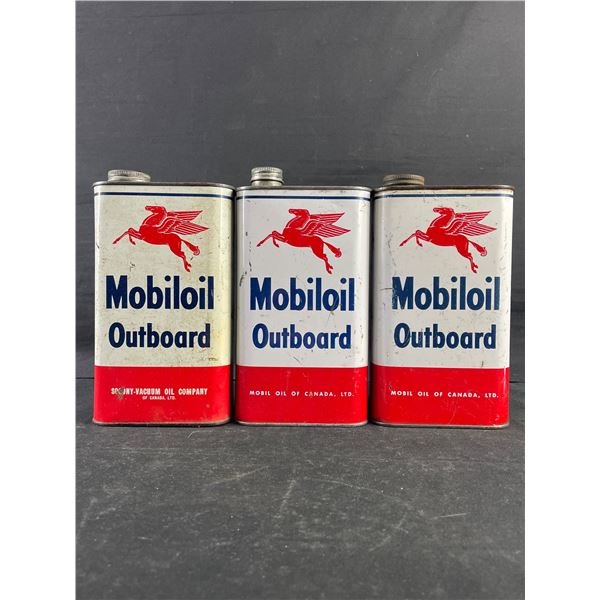 Mobiloil
Outboard
SOCONY-VACUUM OIL COMPANY
OF CANADA, LTD.
Mobiloil
Outboard
MOBIL OIL OF CANADA, LTD.
Mobiloil
Outboard
MOBIL OIL OF CANADA, LTD.